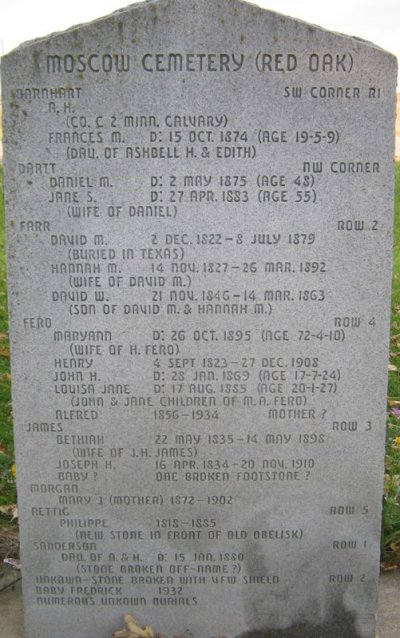 MOSCOW CEMETERY (RED OAK)
BARNHART SW CORNER R1
A. H.
(CO. C. 2 MINN. CALVARY)
FRANCES M. D: 15 OCT. 1874 (AGE 19-5-9)
(DAU. OF ASHBELL H. & EDITH)
DARTT NW CORNER
DANIEL M. D: 2 MAY 1875 (AGE 48)
JANE S. D: 27 APR. 1883 (AGE 55)
(WIFE OF DANIEL)
FARR ROW 2
DAVID M. 2 DEC. 1822-8 JULY 1879
(BURIED IN TEXAS)
HANNAH M. 14 NOV. 1827-26 MAR. 1892
(WIFE OF DAVID M.)
DAVID W. 21 NOV. 1846-14 MAR. 1863
(SON OF DAVID M. & HANNAH M.)
FERO ROW 4
MARYANN D: 26 OCT. 1895 (AGE 72-4-10)
(WIFE OF H. FERO)
HENRY 4 SEPT 1823-27 DEC. 1908
JOHN H. D: 28 JAN. 1869 (AGE 17-7-24)
LOUISA JANE D: 17 AUG. 1885 (AGE 20-1-27)
(JOHN & JANE CHILDREN OF M. A. FERO)
ALFRED 1856-1934 MOTHER ?
JAMES ROW 3
BETHIAH 22 MAY 1835-14 MAY 1898
(WIFE OF J. H. JAMES)
JOSEPH H. 16 APR. 1834-20 NOV. 1910
BABY ? ONE BROKEN FOOTSTONE ?
MORGAN
MARY J (MOTHER) 1872-1902
RETTIG ROW 5
PHILIPPE 1818-1885
(NEW STONE IN FRONT OF OLD OBELISK)
SANDERSON ROW 1
DAU. OF A. & H. D: 15 JAN. 1880
(STONE BROKEN OFF-NAME ?)
UNKOWN-STONE BROKEN WITH VFW SHIELD ROW 2
BABY FREDRICK 1932
NUMEROUS UNKOWN BURIALS